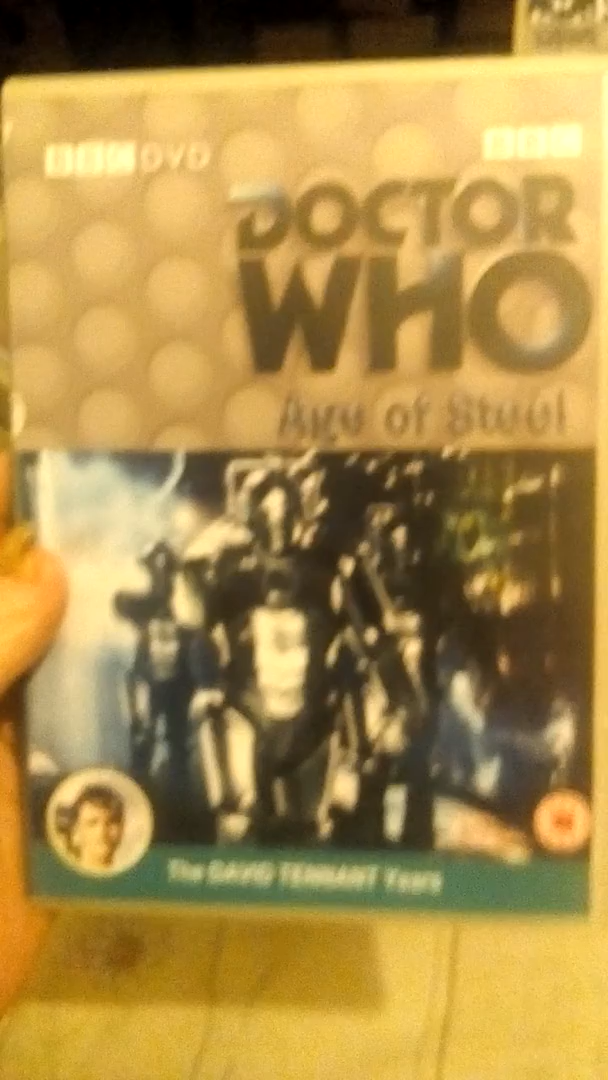 BBC DVD
BBC
DOCTOR
WHO
Age of Steel
The DAVID TENNANT Years